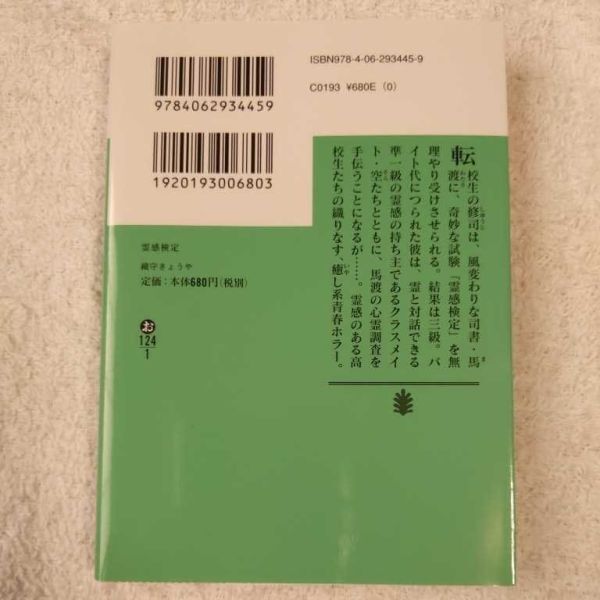 ISBN978-4-06-293445-9
C0193 ¥680E (0)
9784062934459
1920193006803
転校生の修司は、風変わりな司書・馬
渡に、奇妙な試験「霊感検定」を無
理やり受けさせられる。結果は三級。バ
イト代につられた彼は、霊と対話できる
準一級の霊感の持ち主であるクラスメイ
ト・空たちとともに、馬渡の心霊調査を
手伝うことになるが……。霊感のある高
校生たちの織りなす、癒し系青春ホラー。
霊感検定
織守きょうや
定価:本体680円(税別)
お
124
1